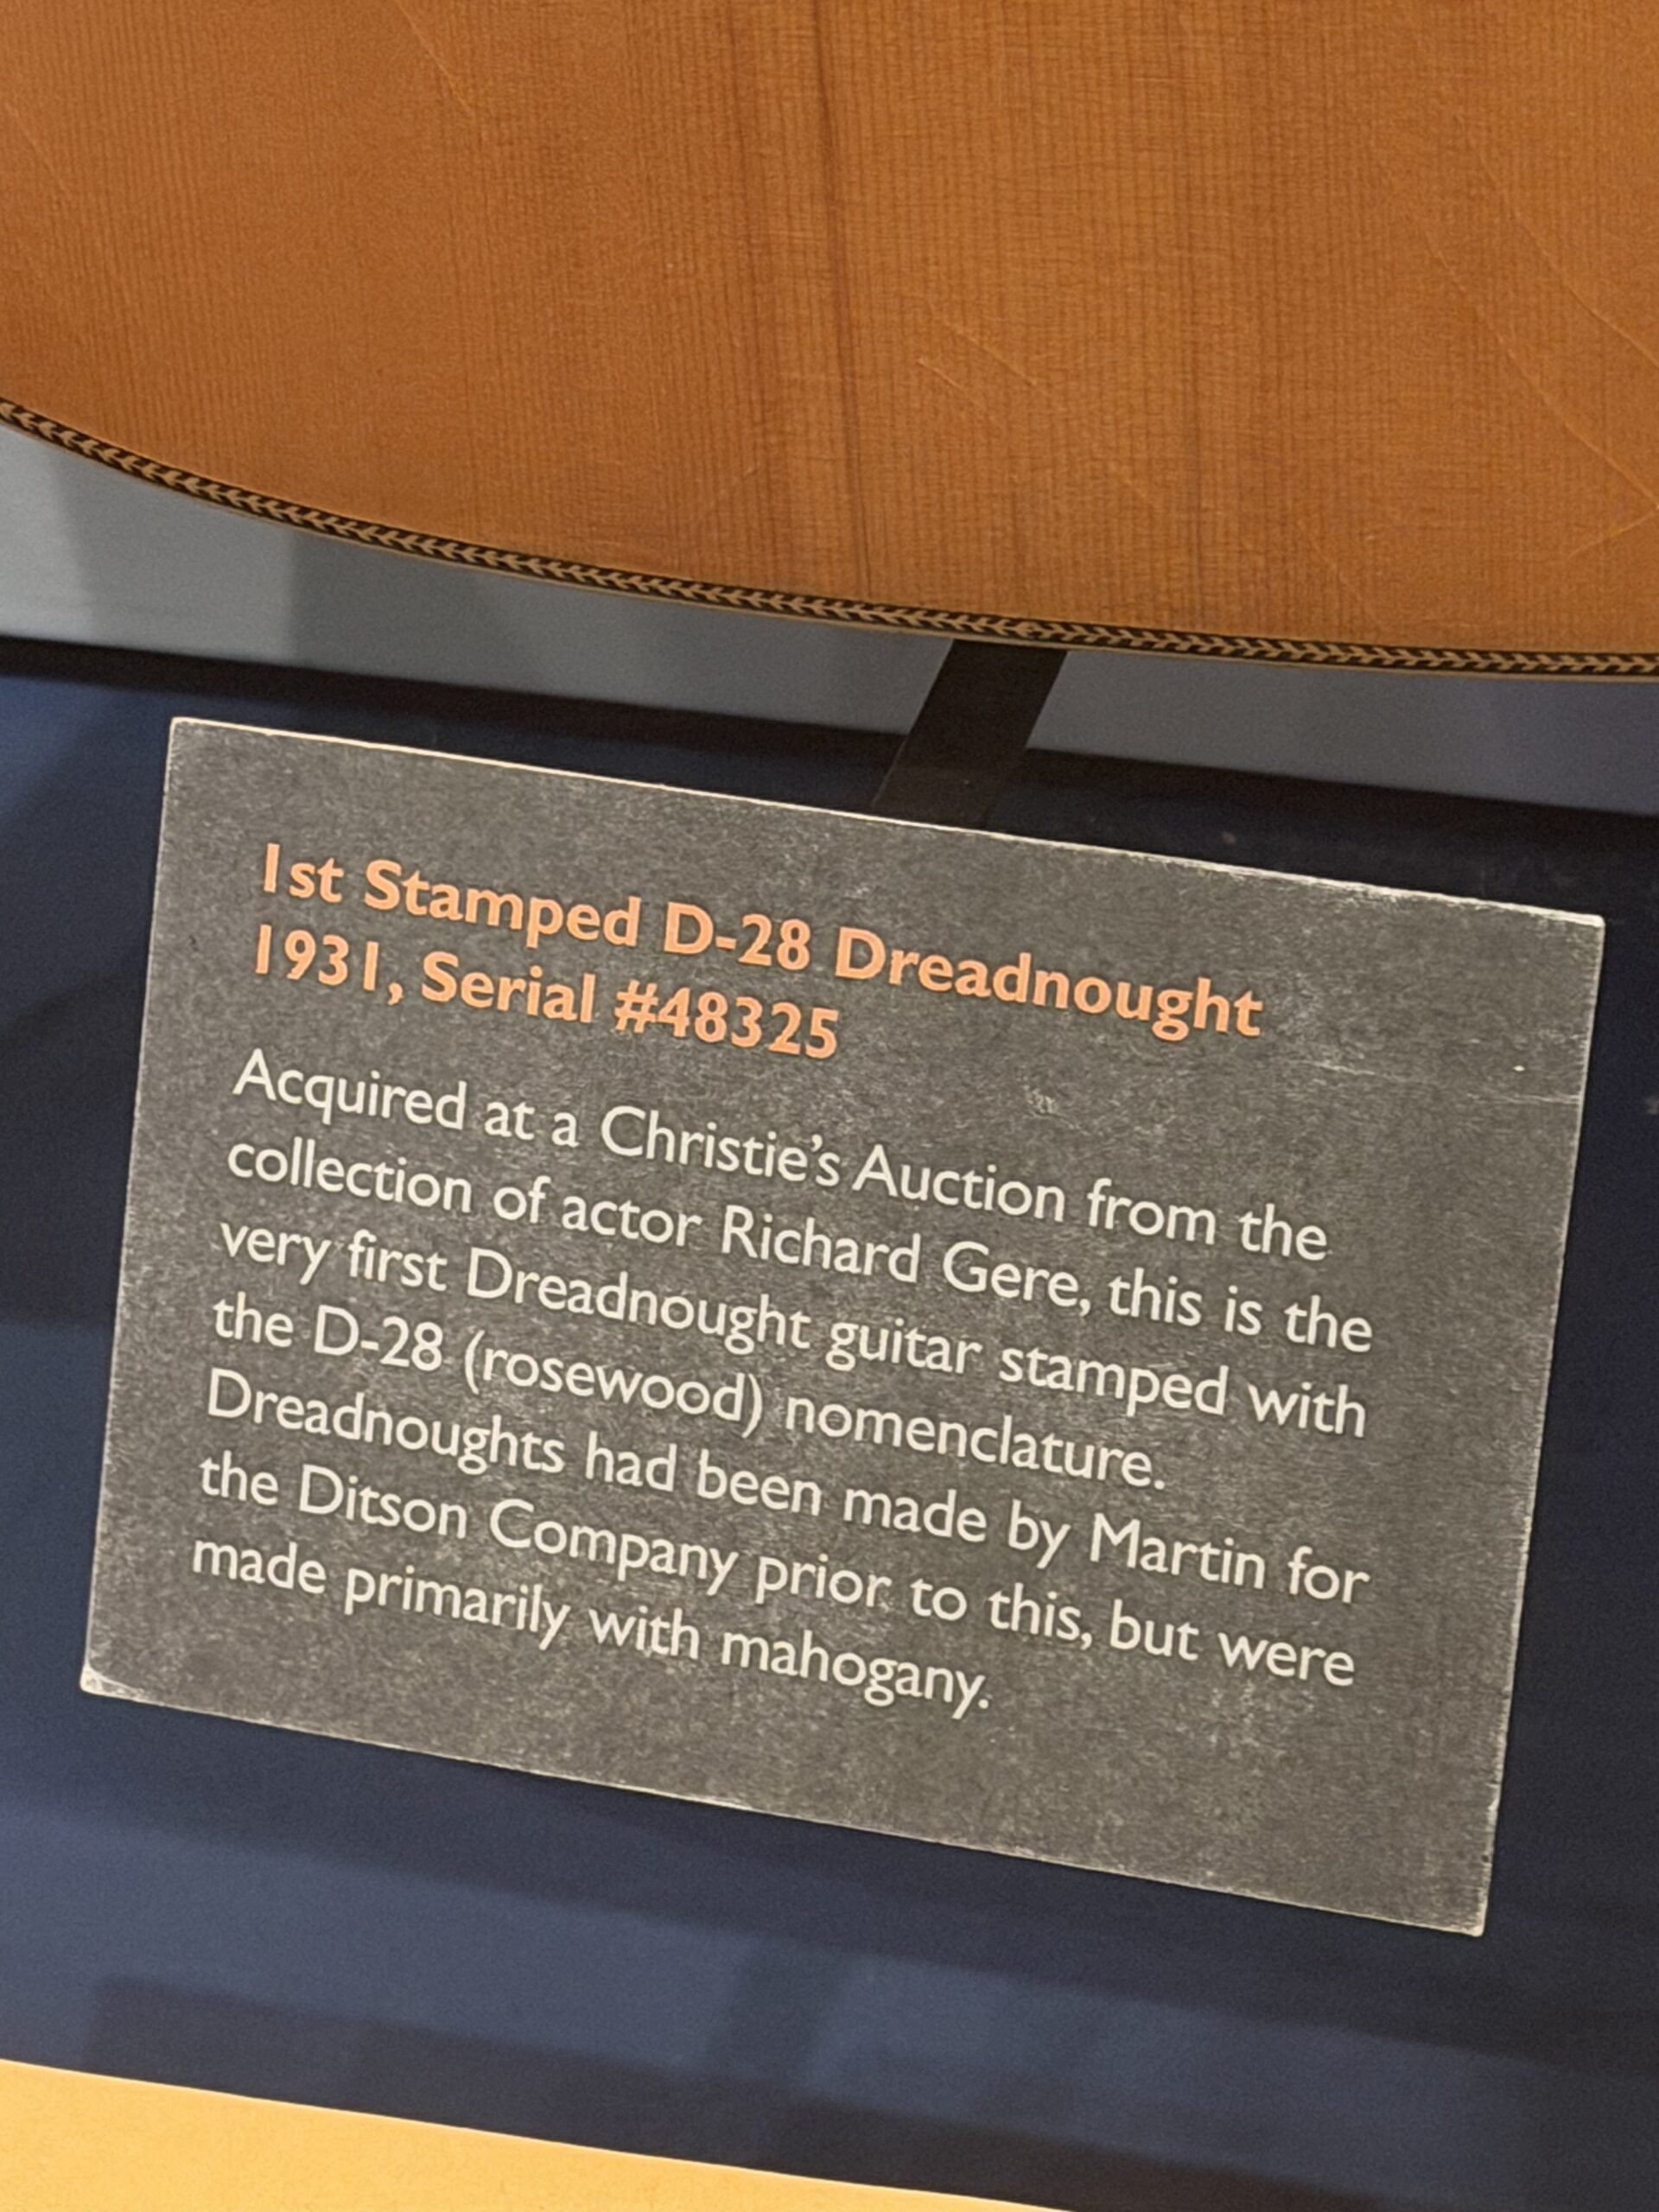 1st Stamped D-28 Dreadnought
1931, Serial #48325
Acquired at a Christie's Auction from the
collection of actor Richard Gere, this is the
very first Dreadnought guitar stamped with
the D-28 (rosewood) nomenclature.
Dreadnoughts had been made by Martin for
the Ditson Company prior to this, but were
made primarily with mahogany.